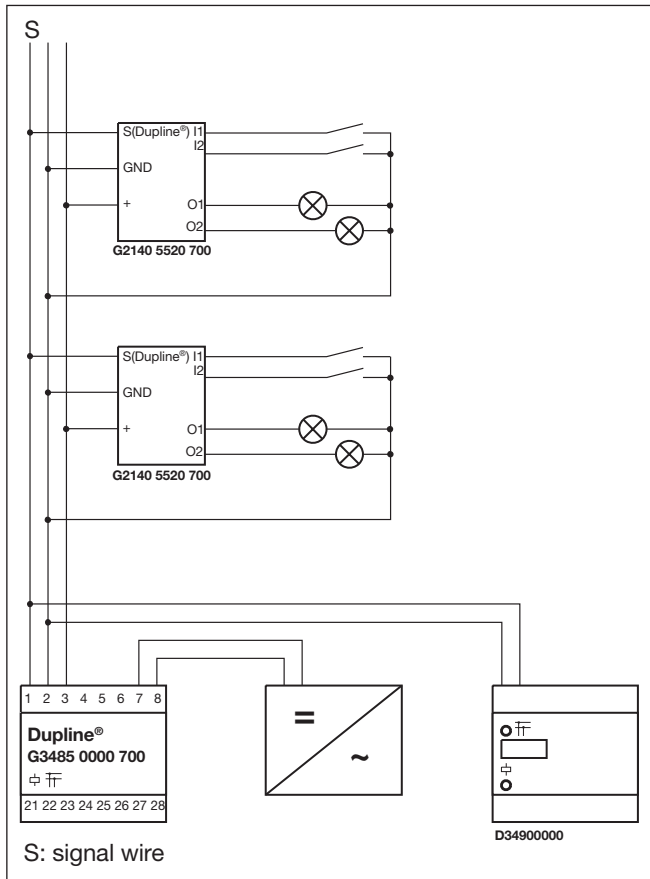 S
S(Dupline®) I1
I2
GND
+ O1
O2
G2140 5520 700
S(Dupline®) I1
I2
GND
+ O1
O2
G2140 5520 700
1 2 3 4 5 6 7 8
Dupline®
G3485 0000 700
21 22 23 24 25 26 27 28
=
~
D34900000
S: signal wire